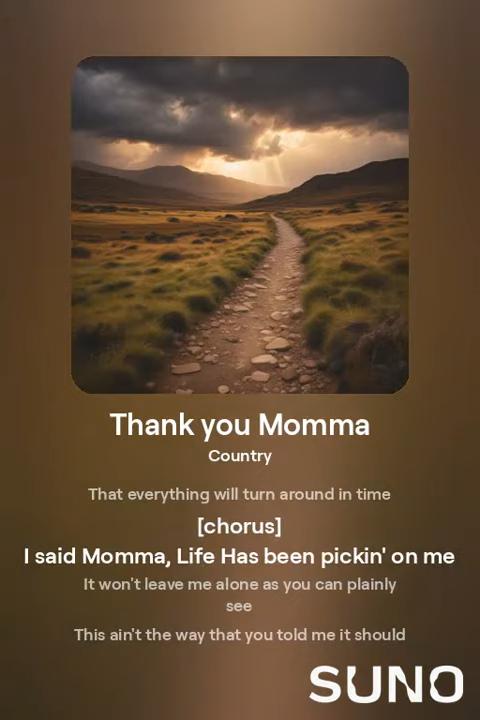 Thank you Momma
Country
That everything will turn around in time
[chorus]
I said Momma, Life Has been pickin' on me
It won't leave me alone as you can plainly
see
This ain't the way that you told me it should
SUNO